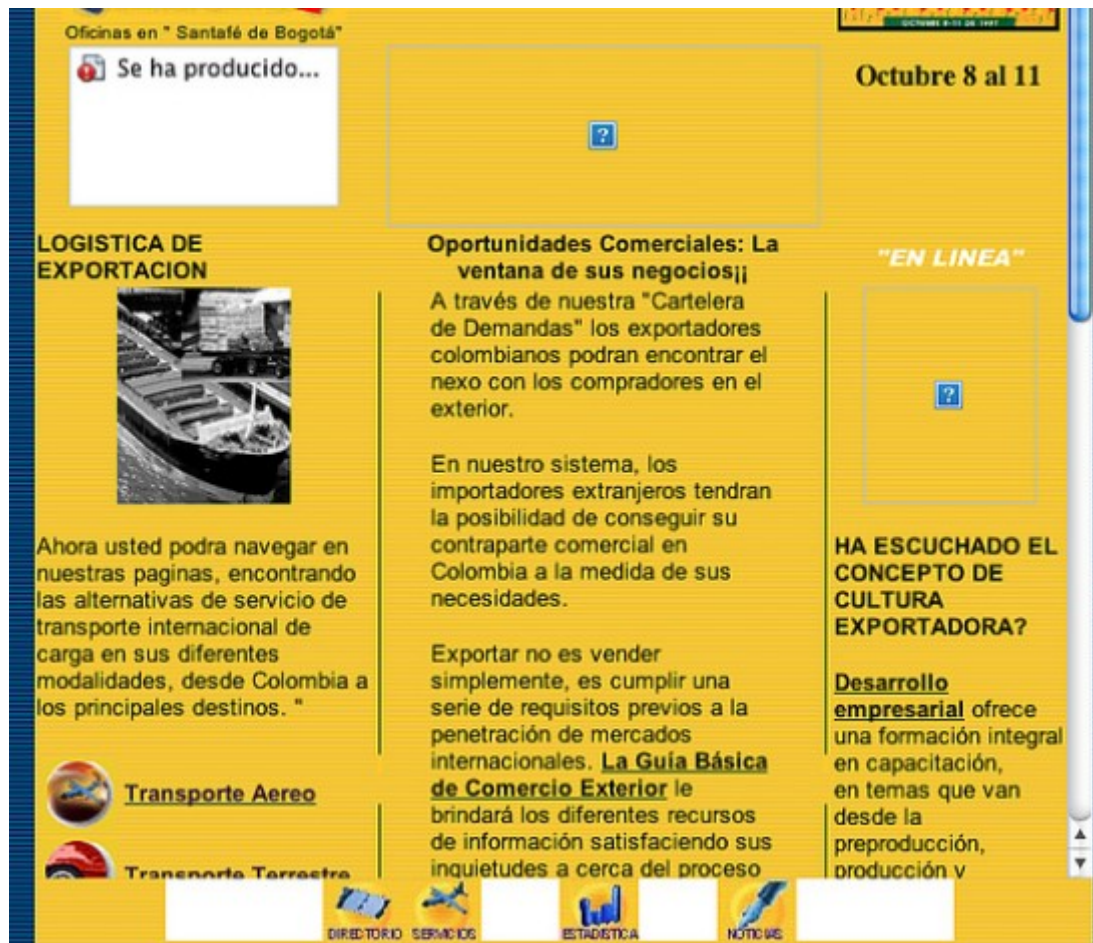 Oficinas en " Santafé de Bogotá"
Se ha producido...
OCTUBRE 8-11 DE 1997
Octubre 8 al 11
LOGISTICA DE
EXPORTACION
Ahora usted podra navegar en
nuestras paginas, encontrando
las alternativas de servicio de
transporte internacional de
carga en sus diferentes
modalidades, desde Colombia a
los principales destinos. "
Transporte Aereo
Transporte Terrestre
Oportunidades Comerciales: La
ventana de sus negocios¡¡
A través de nuestra "Cartelera
de Demandas" los exportadores
colombianos podran encontrar el
nexo con los compradores en el
exterior.
En nuestro sistema, los
importadores extranjeros tendran
la posibilidad de conseguir su
contraparte comercial en
Colombia a la medida de sus
necesidades.
Exportar no es vender
simplemente, es cumplir una
serie de requisitos previos a la
penetración de mercados
internacionales. La Guía Básica
de Comercio Exterior le
brindará los diferentes recursos
de información satisfaciendo sus
inquietudes a cerca del proceso
"EN LINEA"
HA ESCUCHADO EL
CONCEPTO DE
CULTURA
EXPORTADORA?
Desarrollo
empresarial ofrece
una formación integral
en capacitación,
en temas que van
desde la
preproducción,
producción y
DIRECTORIO
SERVICIOS
ESTADISTICA
NOTICIAS